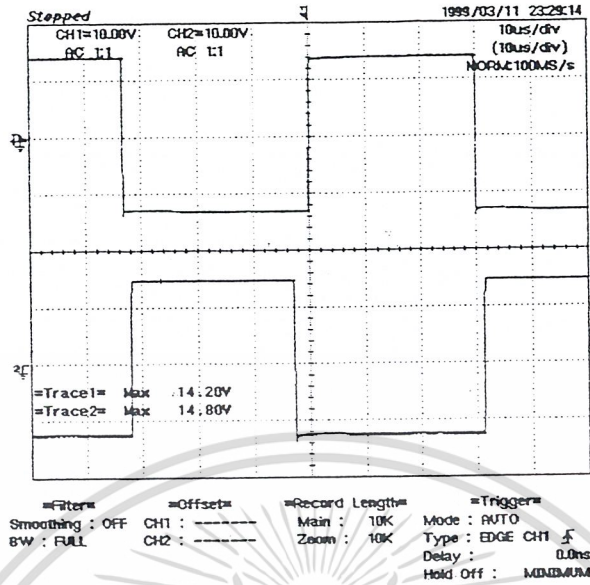 Stopped
1999/03/11 23:29:14
CH1=10.00V CH2=10.00V 10us/div
AC 1:1 AC 1:1 (10us/div)
NORM:100MS/s
=Trace1= Max 14.20V
=Trace2= Max 14.80V
=Filter= =Offset= =Record Length= =Trigger=
Smoothing : OFF CH1 : ------- Main : 10K Mode : AUTO
BW : FULL CH2 : ------- Zoom : 10K Type : EDGE CH1
Delay : 0.0ns
Hold Off : MINIMUM